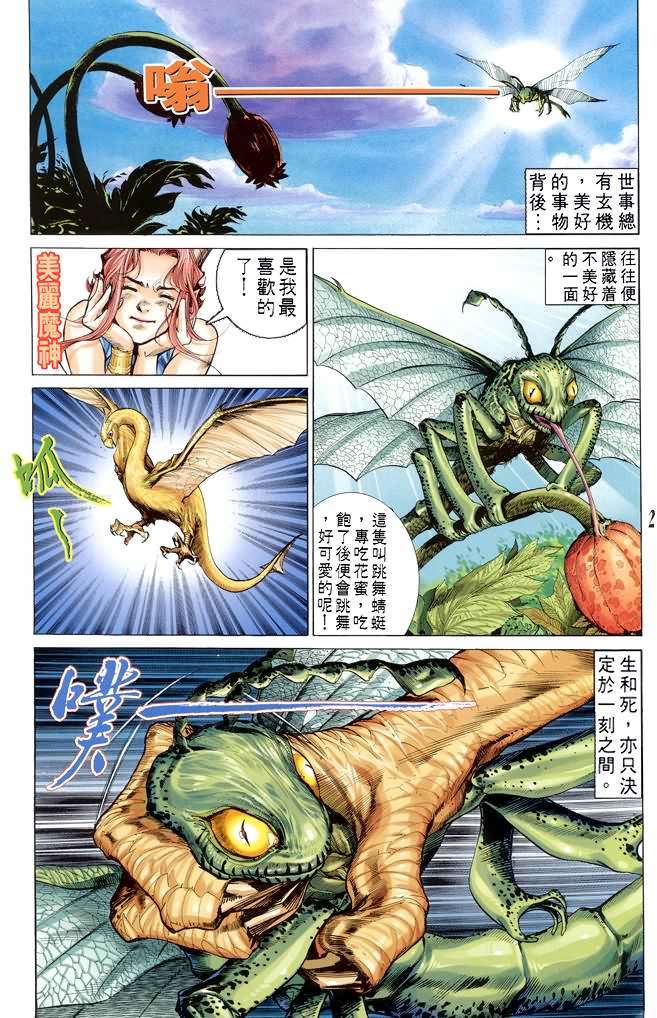 嗡
世事總
有玄機
，美好
的事物
背後…
往往便
隱藏着
不美好
的一面
。
是我最
喜歡的
了！
美麗魔神
呱
這隻叫跳舞蜻蜓
，專吃花蜜，吃
飽了後便會跳舞
，好可愛的呢！
2
噗
生和死，亦只決
定於一刻之間。